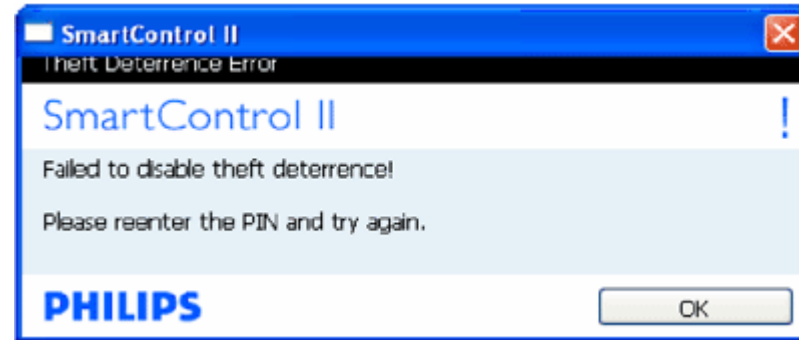 SmartControl II
Theft Deterrence Error
SmartControl II
!
Failed to disable theft deterrence!
Please reenter the PIN and try again.
PHILIPS
OK